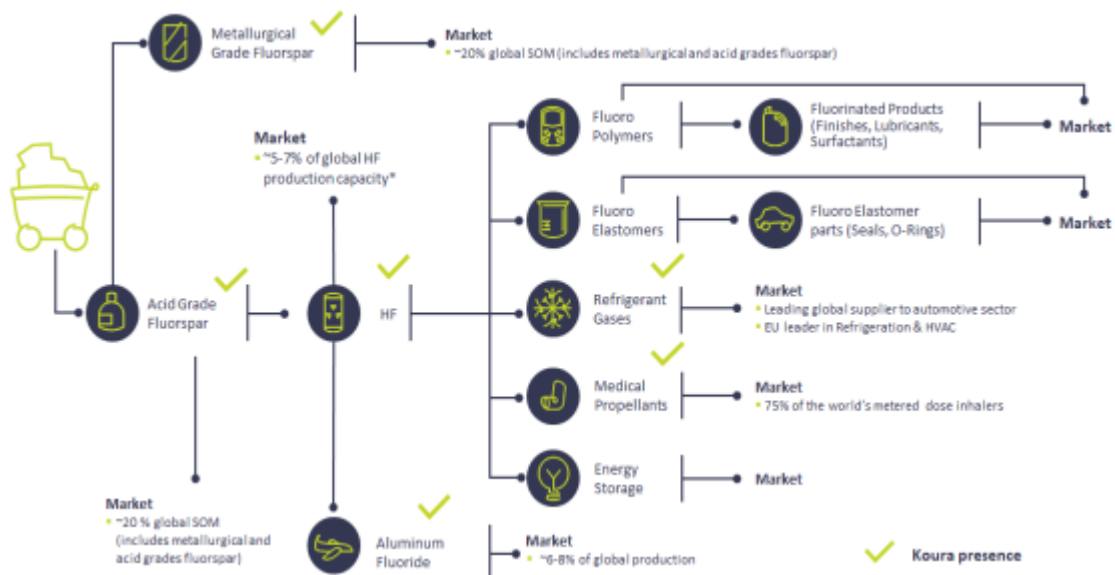 Metallurgical
Grade Fluorspar
Market
~20% global SOM (includes metallurgical and acid grades fluorspar)
Market
~5-7% of global HF
production capacity*
Fluoro
Polymers
Fluorinated Products
(Finishes, Lubricants,
Surfactants)
Market
Fluoro
Elastomers
Fluoro Elastomer
parts (Seals, O-Rings)
Market
Acid Grade
Fluorspar
HF
Refrigerant
Gases
Market
Leading global supplier to automotive sector
EU leader in Refrigeration & HVAC
Medical
Propellants
Market
75% of the world's metered dose inhalers
Energy
Storage
Market
Market
~20 % global SOM
(includes metallurgical and
acid grades fluorspar)
Aluminum
Fluoride
Market
~6-8% of global production
Koura presence